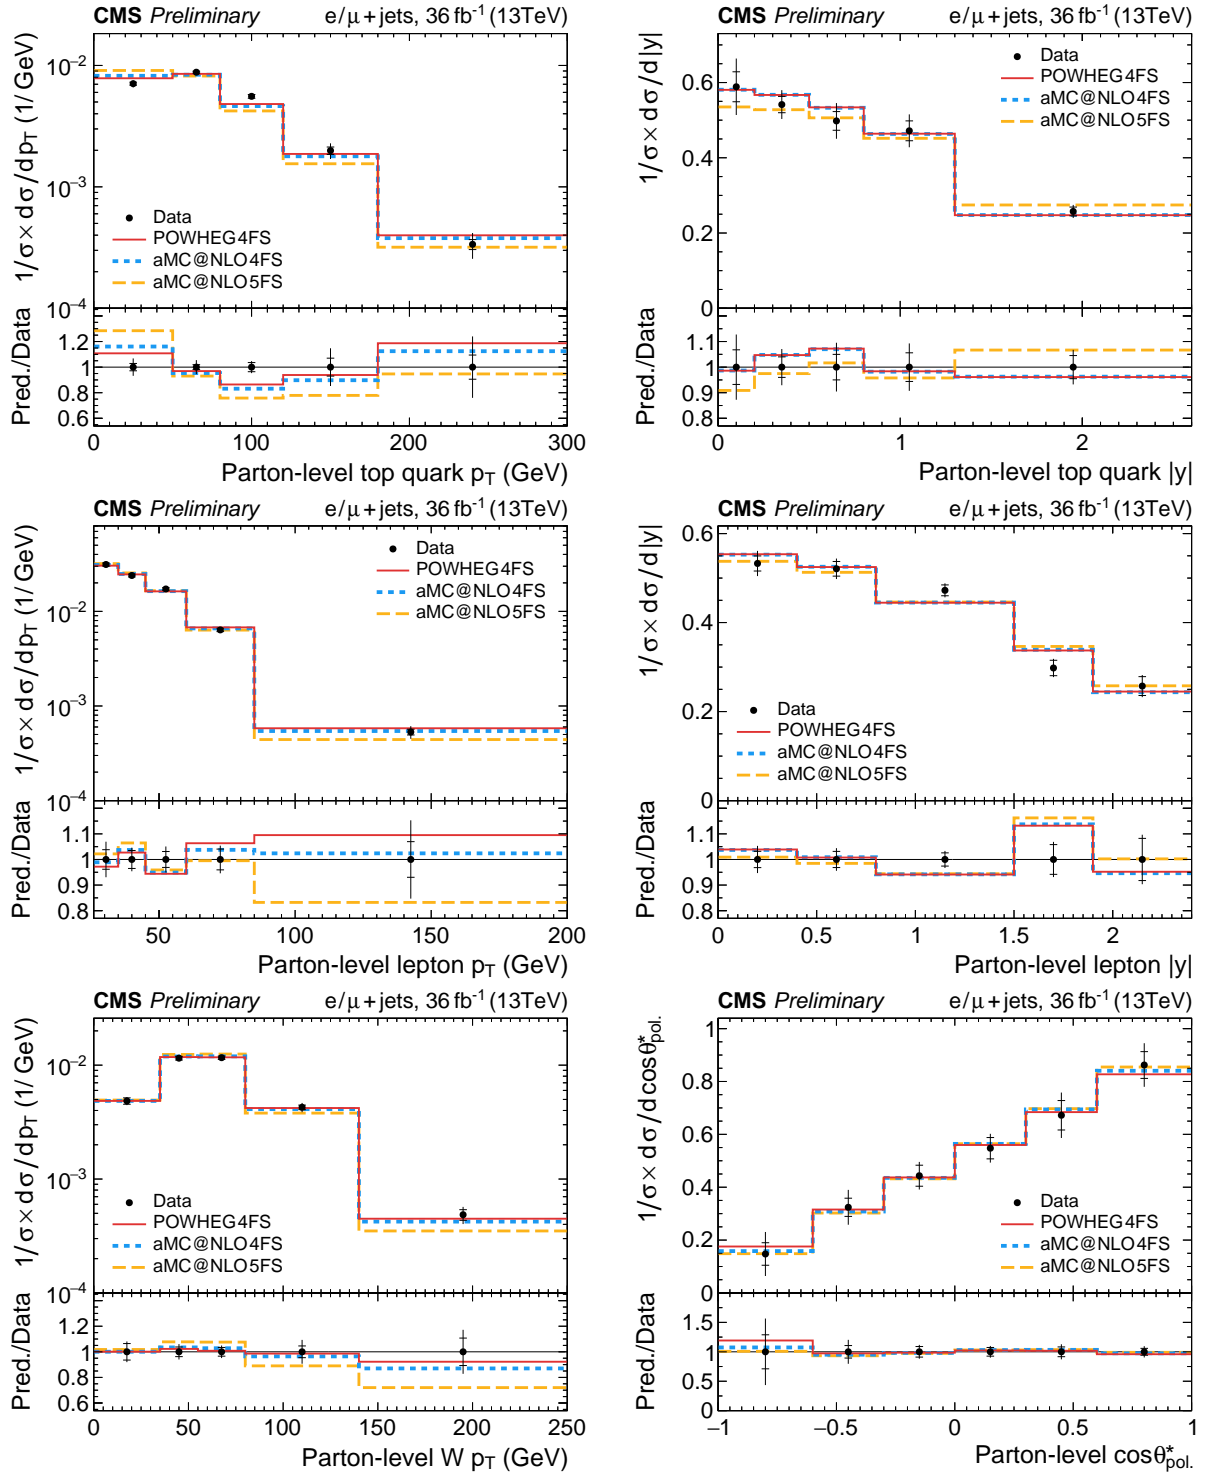 CMS Preliminary e/μ+jets, 36 fb⁻¹ (13TeV)
1/σ× dσ/dp_T (1/GeV)
10⁻²
10⁻³
10⁻⁴
Data
POWHEG4FS
aMC@NLO4FS
aMC@NLO5FS
Pred./Data
1.2
1
0.8
0.6
0 100 200 300
Parton-level top quark p_T (GeV)
CMS Preliminary e/μ+jets, 36 fb⁻¹ (13TeV)
1/σ× dσ/d|y|
0.6
0.4
0.2
0
Data
POWHEG4FS
aMC@NLO4FS
aMC@NLO5FS
Pred./Data
1.1
1
0.9
0.8
0 1 2
Parton-level top quark |y|
CMS Preliminary e/μ+jets, 36 fb⁻¹ (13TeV)
1/σ× dσ/dp_T (1/GeV)
10⁻²
10⁻³
10⁻⁴
Data
POWHEG4FS
aMC@NLO4FS
aMC@NLO5FS
Pred./Data
1.1
1
0.9
0.8
50 100 150 200
Parton-level lepton p_T (GeV)
CMS Preliminary e/μ+jets, 36 fb⁻¹ (13TeV)
1/σ× dσ/d|y|
0.6
0.4
0.2
0
Data
POWHEG4FS
aMC@NLO4FS
aMC@NLO5FS
Pred./Data
1.1
1
0.9
0.8
0 0.5 1 1.5 2
Parton-level lepton |y|
CMS Preliminary e/μ+jets, 36 fb⁻¹ (13TeV)
1/σ× dσ/dp_T (1/GeV)
10⁻²
10⁻³
10⁻⁴
Data
POWHEG4FS
aMC@NLO4FS
aMC@NLO5FS
Pred./Data
1.2
1
0.8
0.6
0 50 100 150 200 250
Parton-level W p_T (GeV)
CMS Preliminary e/μ+jets, 36 fb⁻¹ (13TeV)
1/σ× dσ/dcosθ*_pol.
1
0.8
0.6
0.4
0.2
0
Data
POWHEG4FS
aMC@NLO4FS
aMC@NLO5FS
Pred./Data
1.5
1
0.5
−1 −0.5 0 0.5 1
Parton-level cosθ*_pol.